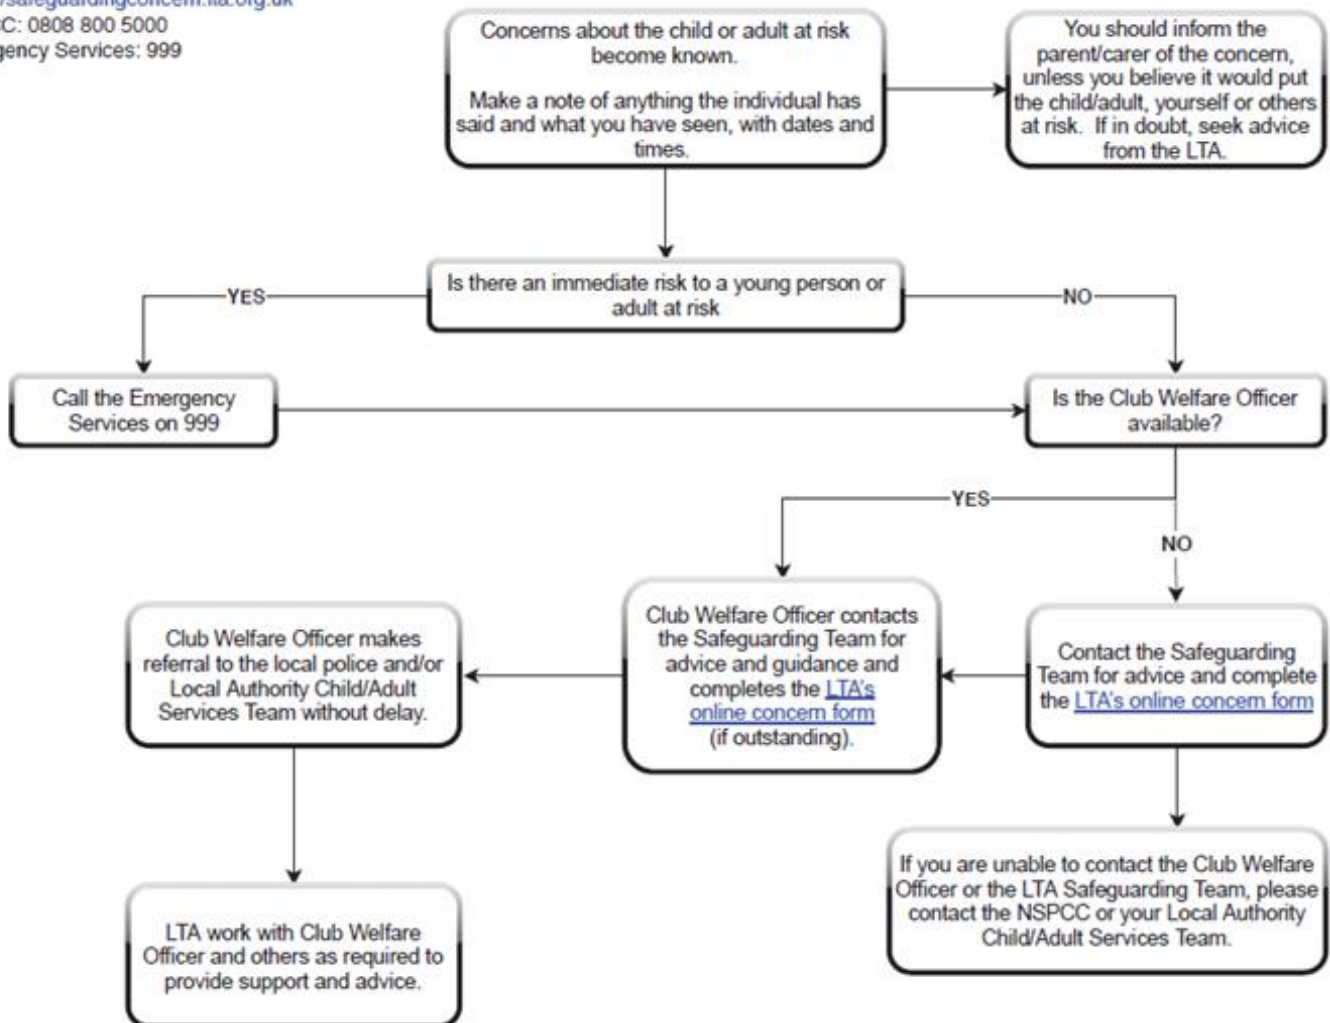 /safeguardingconcern.lta.org.uk
C: 0808 800 5000
gency Services: 999
Concerns about the child or adult at risk
become known.
Make a note of anything the individual has
said and what you have seen, with dates and
times.
You should inform the
parent/carer of the concern,
unless you believe it would put
the child/adult, yourself or others
at risk. If in doubt, seek advice
from the LTA.
Is there an immediate risk to a young person or
adult at risk
YES
NO
Call the Emergency
Services on 999
Is the Club Welfare Officer
available?
YES
NO
Club Welfare Officer makes
referral to the local police and/or
Local Authority Child/Adult
Services Team without delay.
Club Welfare Officer contacts
the Safeguarding Team for
advice and guidance and
completes the LTA's
online concern form
(if outstanding).
Contact the Safeguarding
Team for advice and complete
the LTA's online concern form
LTA work with Club Welfare
Officer and others as required to
provide support and advice.
If you are unable to contact the Club Welfare
Officer or the LTA Safeguarding Team, please
contact the NSPCC or your Local Authority
Child/Adult Services Team.